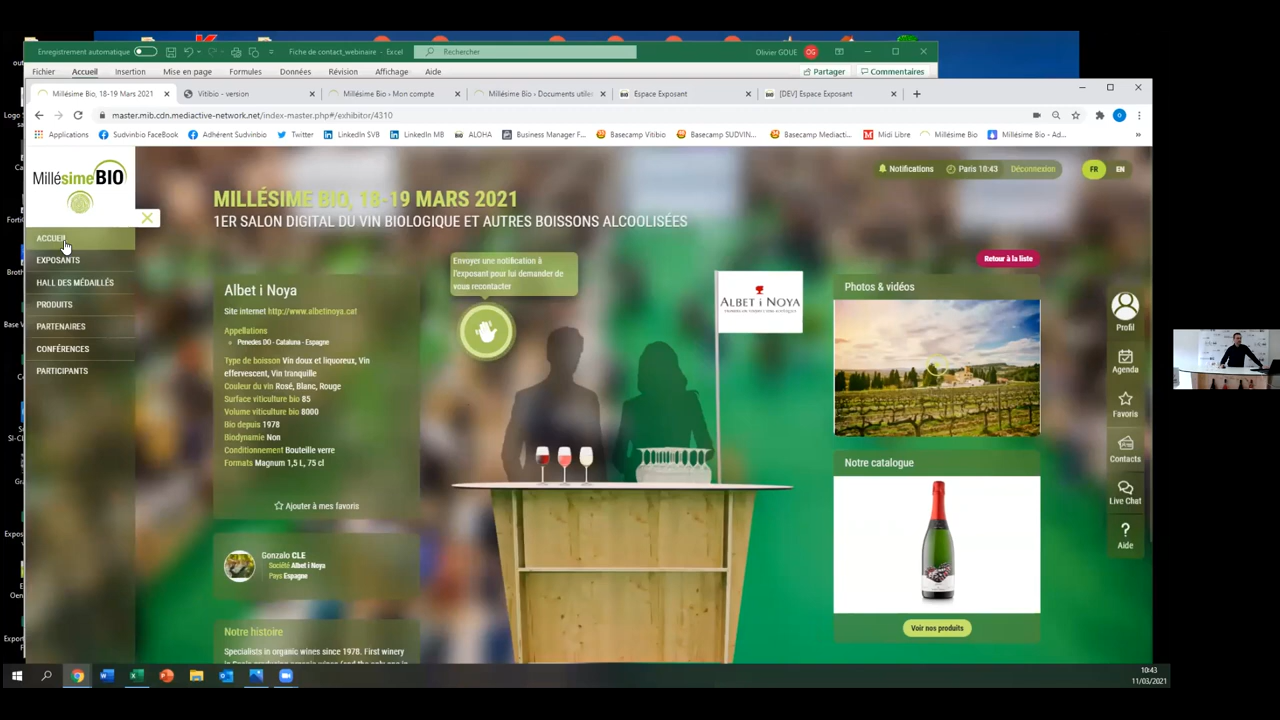 Enregistrement automatique
Fiche de contact_webinaire - Excel
Rechercher
Olivier GOUE
OG
Fichier
Accueil
Insertion
Mise en page
Formules
Données
Révision
Affichage
Aide
Partager
Commentaires
Millésime Bio, 18-19 Mars 2021
Vitibio - version
Millésime Bio › Mon compte
Millésime Bio › Documents utiles
Espace Exposant
[DEV] Espace Exposant
master.mib.cdn.mediactive-network.net/index-master.php#/exhibitor/4310
Applications
Sudvinbio FaceBook
Adhérent Sudvinbio
Twitter
LinkedIn SVB
LinkedIn MB
ALOHA
Business Manager F...
Basecamp Vitibio
Basecamp SUDVIN...
Basecamp Mediacti...
Midi Libre
Millésime Bio
Millésime Bio - Ad...
MillésimeBIO
Notifications
Paris 10:43
Déconnexion
FR
EN
MILLÉSIME BIO, 18-19 MARS 2021
1ER SALON DIGITAL DU VIN BIOLOGIQUE ET AUTRES BOISSONS ALCOOLISÉES
ACCUEIL
EXPOSANTS
HALL DES MÉDAILLÉS
PRODUITS
PARTENAIRES
CONFÉRENCES
PARTICIPANTS
Retour à la liste
Envoyer une notification à
l'exposant pour lui demander de
vous recontacter
Albet i Noya
Site internet http://www.albetinoya.cat
Appellations
Penedes DO - Cataluna - Espagne
Type de boisson Vin doux et liquoreux, Vin
effervescent, Vin tranquille
Couleur du vin Rosé, Blanc, Rouge
Surface viticulture bio 85
Volume viticulture bio 8000
Bio depuis 1978
Biodynamie Non
Conditionnement Bouteille verre
Formats Magnum 1,5 L, 75 cl
Ajouter à mes favoris
Gonzalo CLE
Société Albet i Noya
Pays Espagne
Notre histoire
Specialists in organic wines since 1978. First winery
ALBET i NOYA
Photos & vidéos
Notre catalogue
Voir nos produits
Profil
Agenda
Favoris
Contacts
Live Chat
Aide
10:43
11/03/2021